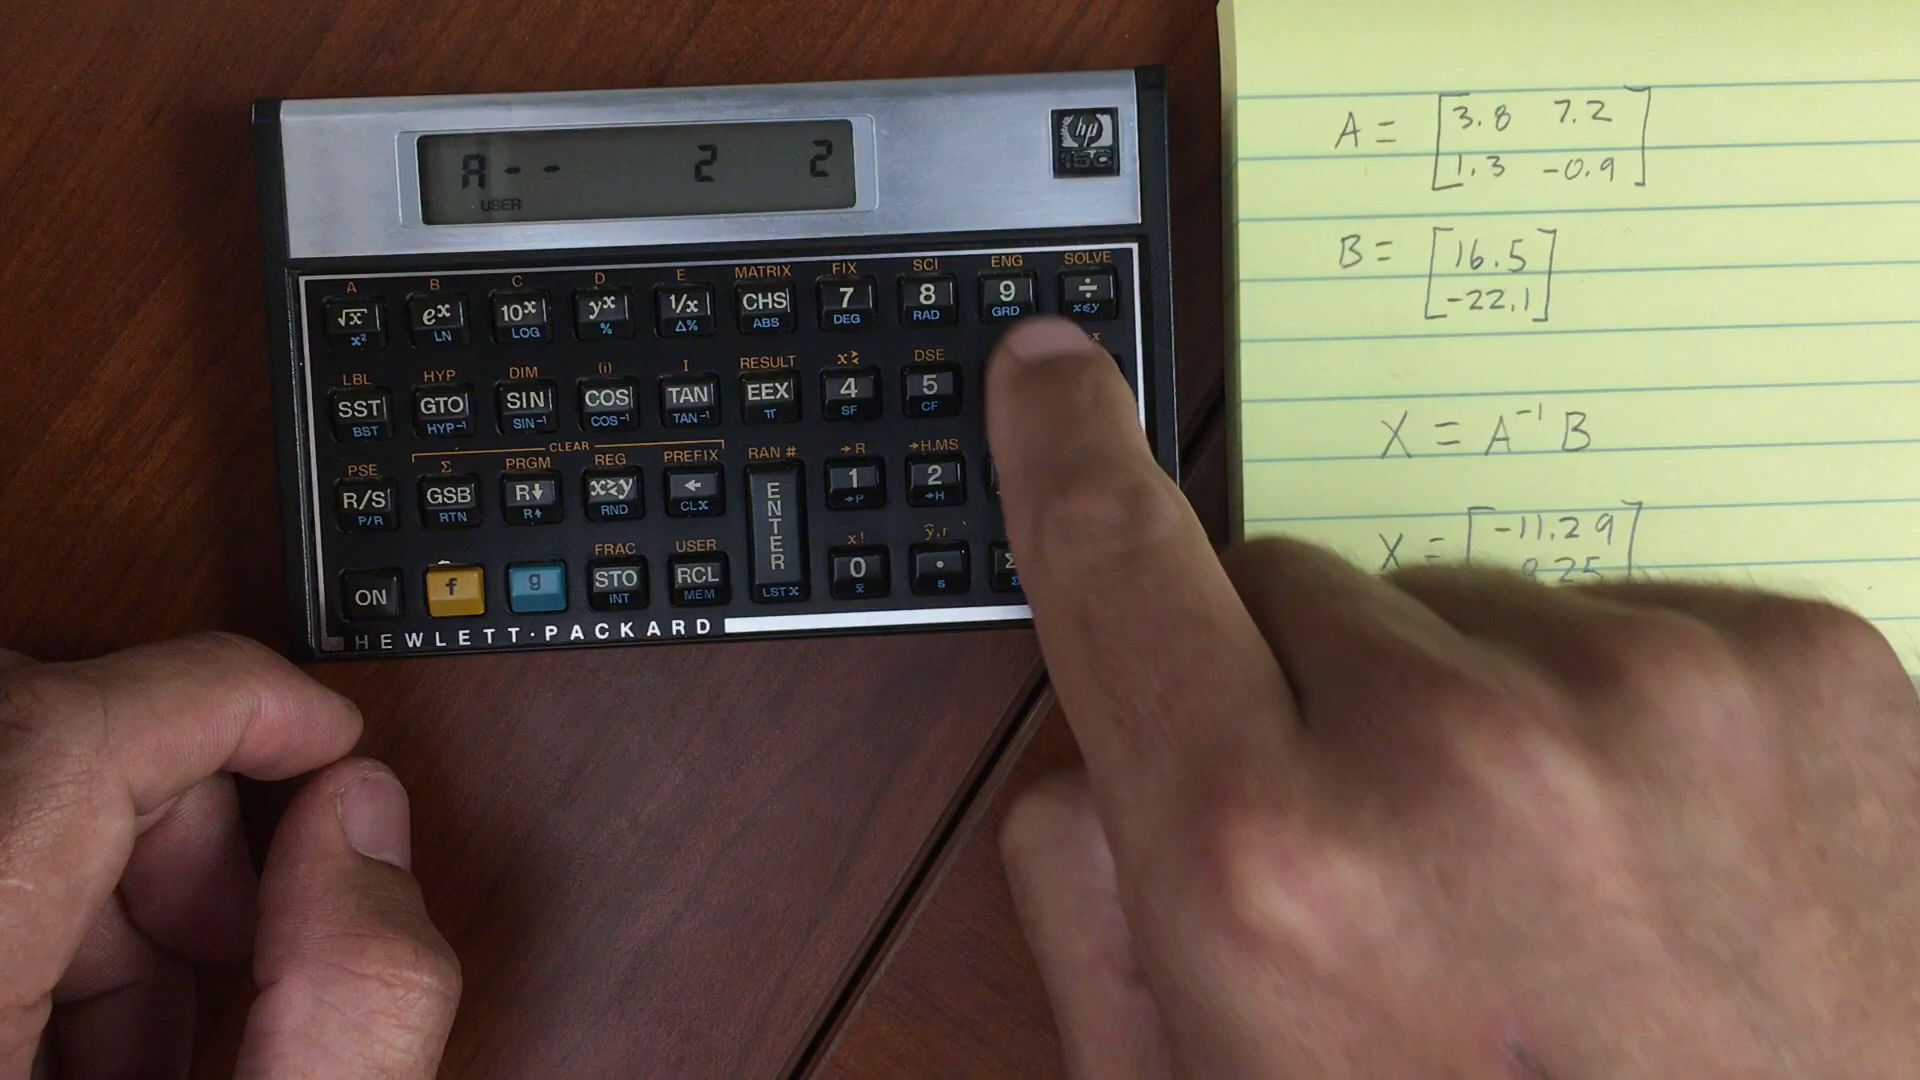 A-- 2 2
USER
hp
15C
A B C D E MATRIX FIX SCI ENG SOLVE
√x eˣ 10ˣ yˣ 1/x CHS 7 8 9 ÷
x² LN LOG % Δ% ABS DEG RAD GRD x≤y
LBL HYP DIM (i) I RESULT x≷ DSE
SST GTO SIN COS TAN EEX 4 5
BST HYP⁻¹ SIN⁻¹ COS⁻¹ TAN⁻¹ π SF CF
CLEAR
PSE Σ PRGM REG PREFIX RAN # →R →H.MS
R/S GSB R↓ x≷y ← ENTER 1 2
P/R RTN R↑ RND CLx →P →H
FRAC USER x! ŷ,r
ON f g STO RCL 0 •
INT MEM LST x x̄ s
HEWLETT·PACKARD
A = [3.8 7.2
1.3 -0.9]
B = [16.5
-22.1]
X = A⁻¹ B
X = [-11.29